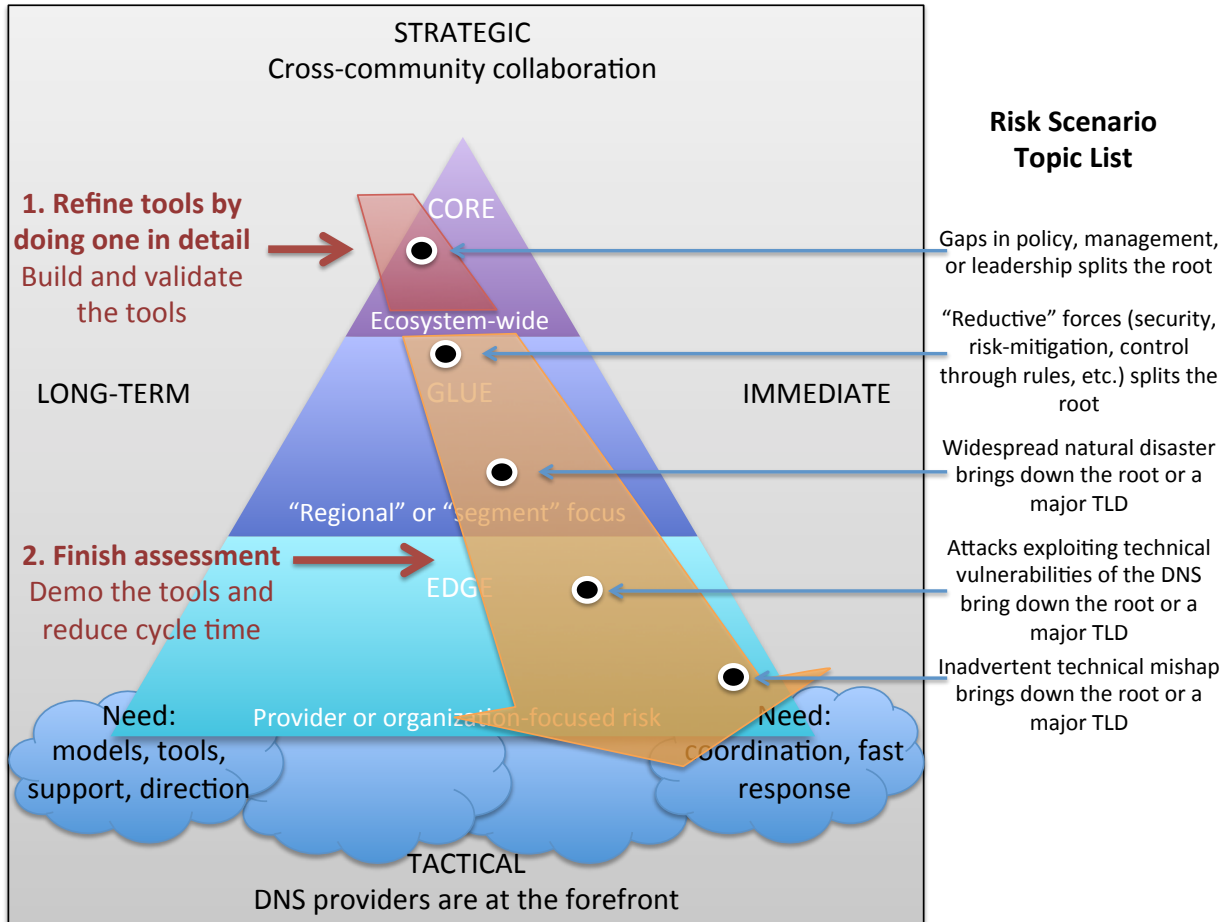 STRATEGIC
Cross-community collaboration
Risk Scenario
Topic List
1. Refine tools by
doing one in detail
Build and validate
the tools
CORE
Ecosystem-wide
Gaps in policy, management,
or leadership splits the root
“Reductive” forces (security,
risk-mitigation, control
through rules, etc.) splits the
root
LONG-TERM
GLUE
IMMEDIATE
“Regional” or “segment” focus
Widespread natural disaster
brings down the root or a
major TLD
2. Finish assessment
Demo the tools and
reduce cycle time
EDGE
Attacks exploiting technical
vulnerabilities of the DNS
bring down the root or a
major TLD
Inadvertent technical mishap
brings down the root or a
major TLD
Need:
models, tools,
support, direction
Provider or organization-focused risk
Need:
coordination, fast
response
TACTICAL
DNS providers are at the forefront